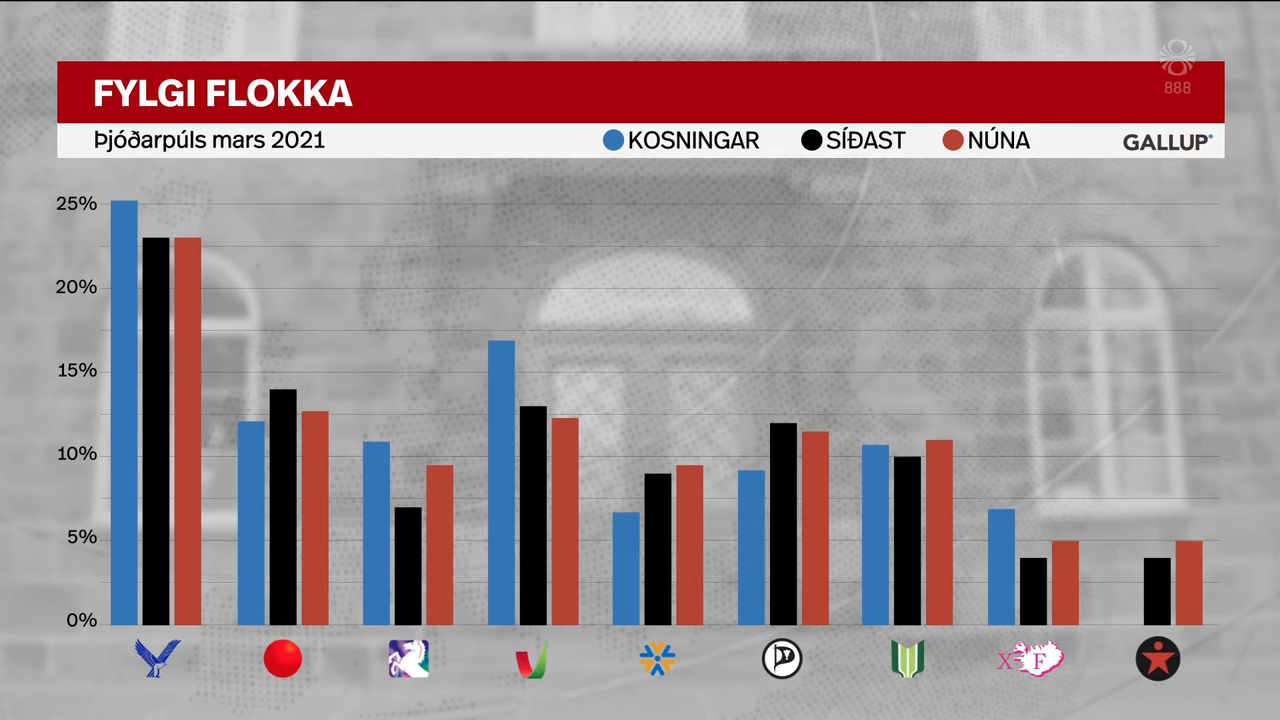 888
FYLGI FLOKKA
Þjóðarpúls mars 2021
KOSNINGAR SÍÐAST NÚNA
GALLUP*
25%
20%
15%
10%
5%
0%
X F